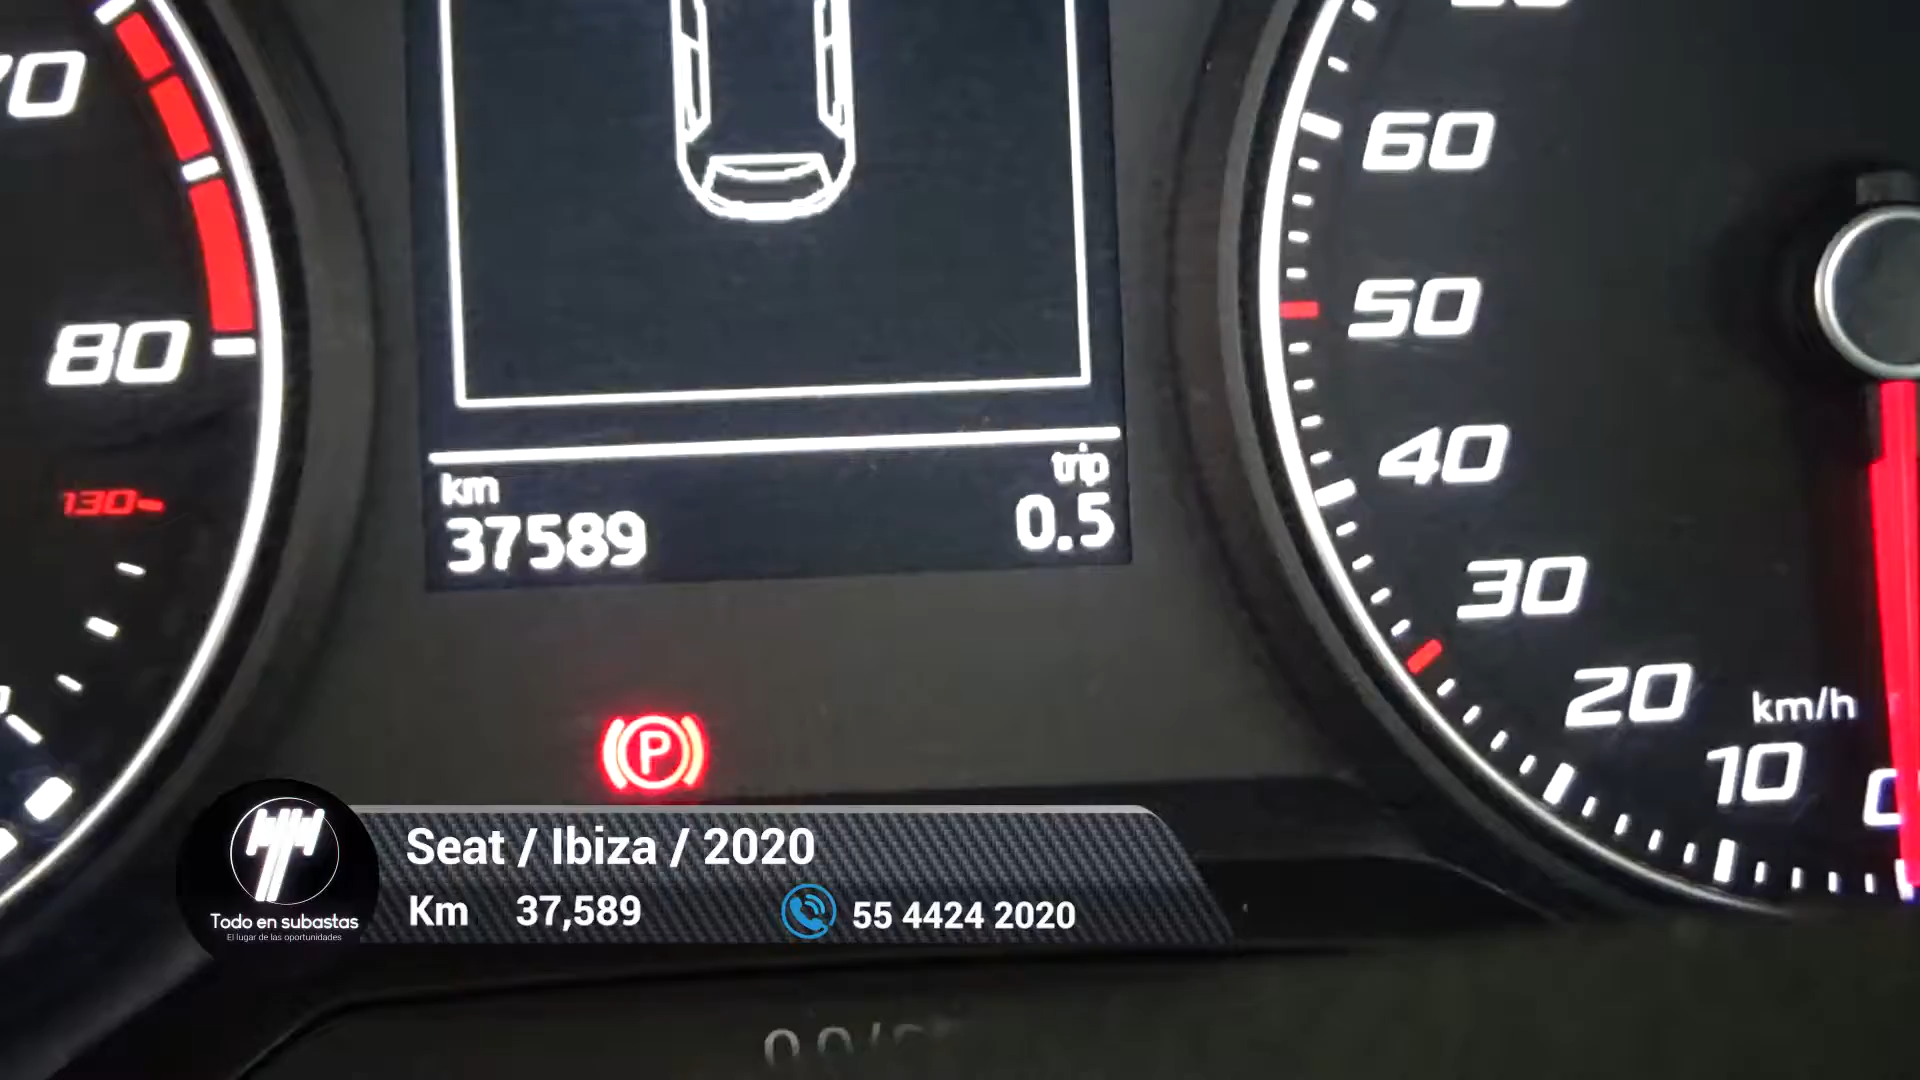 80
130
km
37589
trip
0.5
60
50
40
30
20
km/h
10
P
Seat / Ibiza / 2020
Km 37,589
55 4424 2020
Todo en subastas
El lugar de las oportunidades